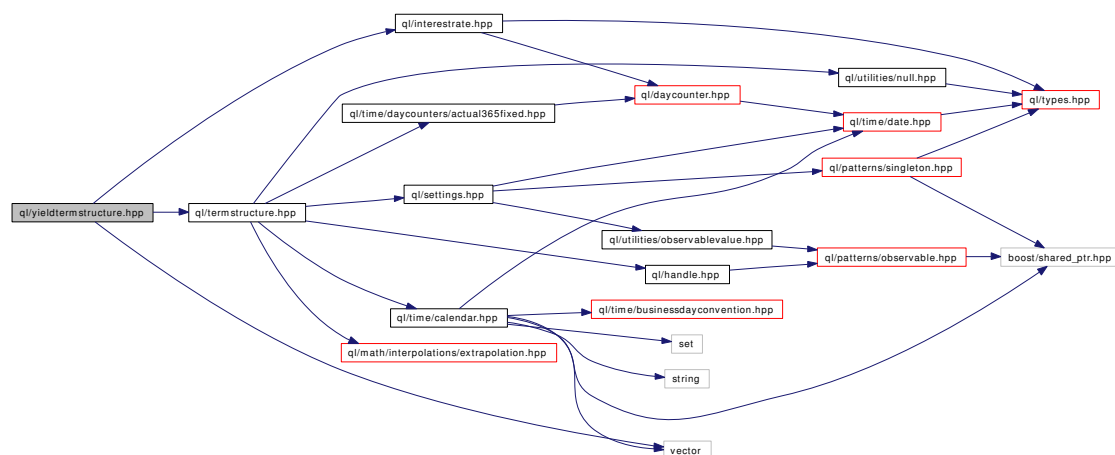 ql/interestrate.hpp
ql/utilities/null.hpp
ql/daycounter.hpp
ql/types.hpp
ql/time/daycounters/actual365fixed.hpp
ql/time/date.hpp
ql/patterns/singleton.hpp
ql/settings.hpp
ql/yieldtermstructure.hpp
ql/termstructure.hpp
ql/utilities/observablevalue.hpp
ql/patterns/observable.hpp
boost/shared_ptr.hpp
ql/handle.hpp
ql/time/businessdayconvention.hpp
ql/time/calendar.hpp
set
ql/math/interpolations/extrapolation.hpp
string
vector